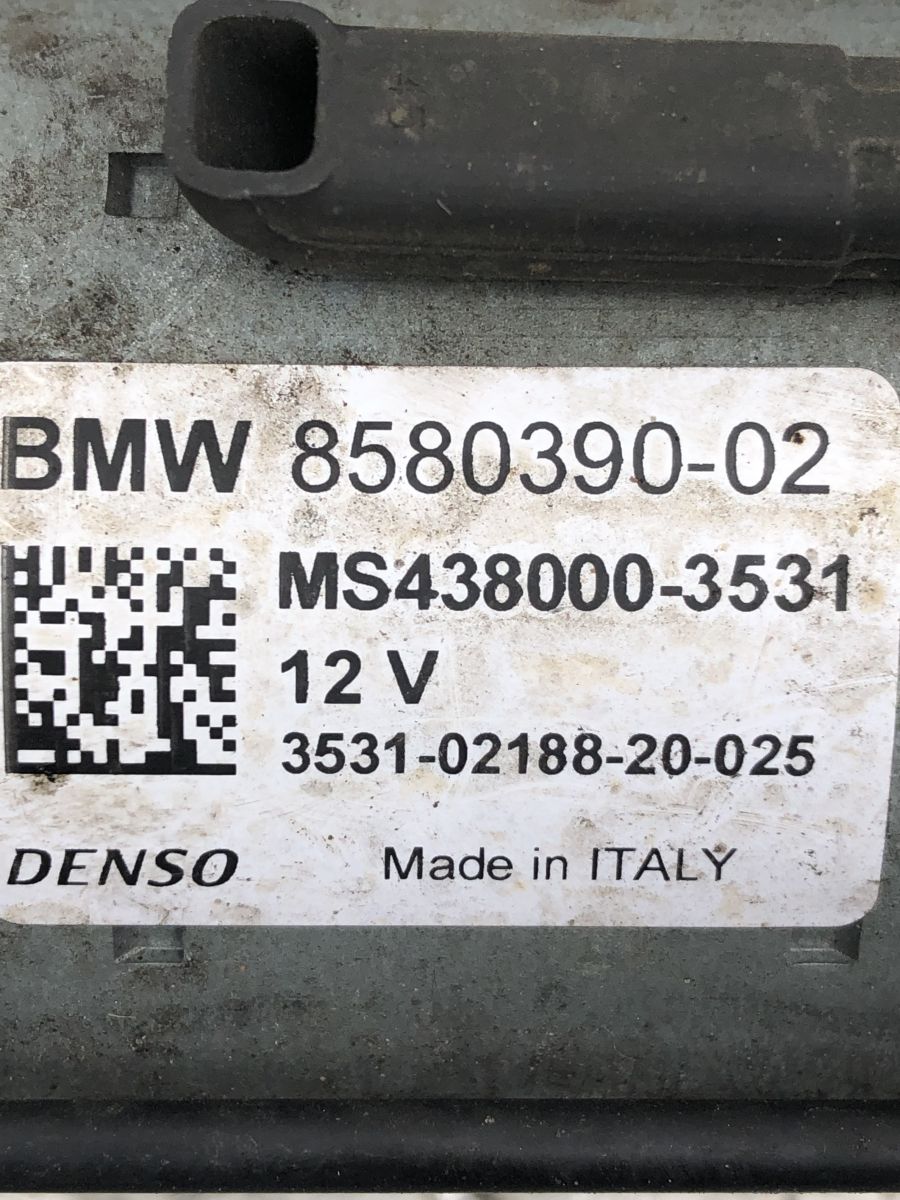 BMW 8580390-02
MS438000-3531
12 V
3531-02188-20-025
DENSO Made in ITALY